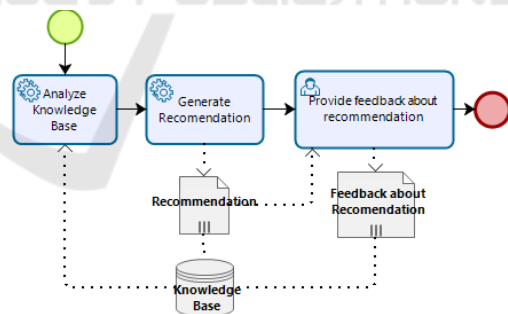 Analyze
Knowledge
Base
Generate
Recomendation
Provide feedback about
recommendation
Recommendation
Feedback about
Recomendation
Knowledge
Base